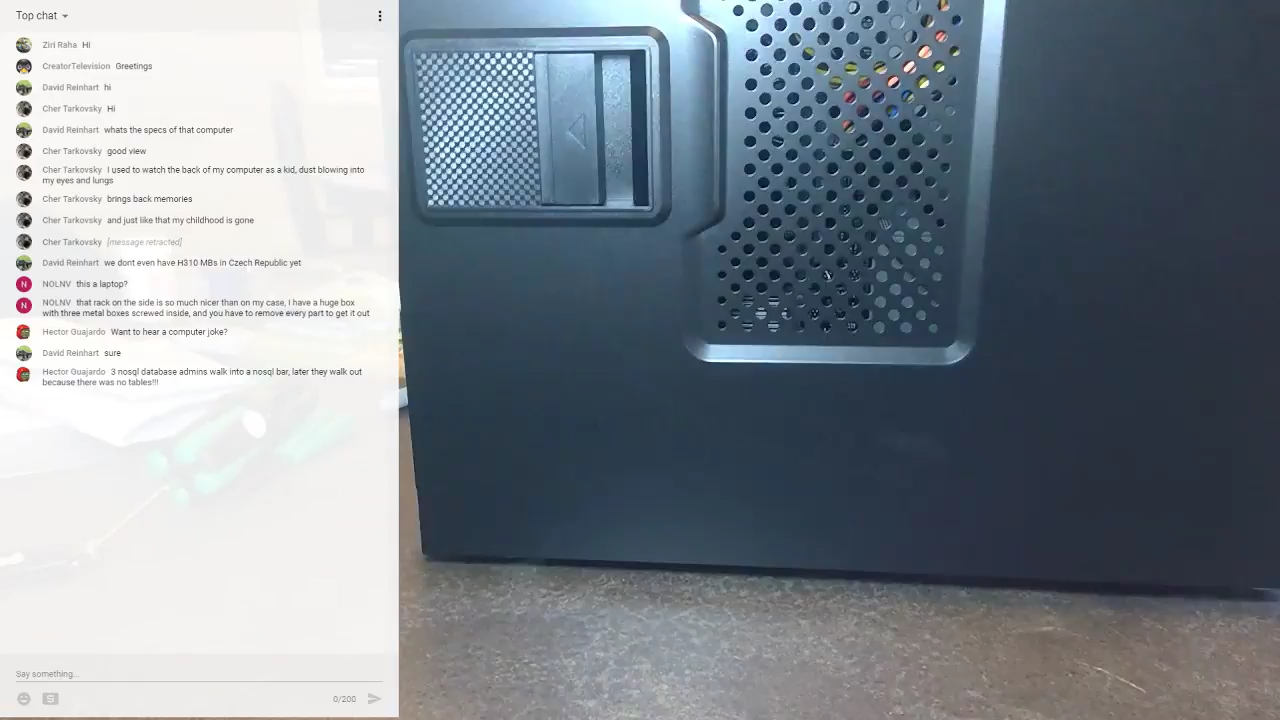 Top chat
Ziri Raha Hi
CreatorTelevision Greetings
David Reinhart hi
Cher Tarkovsky Hi
David Reinhart whats the specs of that computer
Cher Tarkovsky good view
Cher Tarkovsky I used to watch the back of my computer as a kid, dust blowing into
my eyes and lungs
Cher Tarkovsky brings back memories
Cher Tarkovsky and just like that my childhood is gone
Cher Tarkovsky [message retracted]
David Reinhart we dont even have H310 MBs in Czech Republic yet
N NOLNV this a laptop?
N NOLNV that rack on the side is so much nicer than on my case, I have a huge box
with three metal boxes screwed inside, and you have to remove every part to get it out
Hector Guajardo Want to hear a computer joke?
David Reinhart sure
Hector Guajardo 3 nosql database admins walk into a nosql bar, later they walk out
because there was no tables!!!
Say something...
0/200